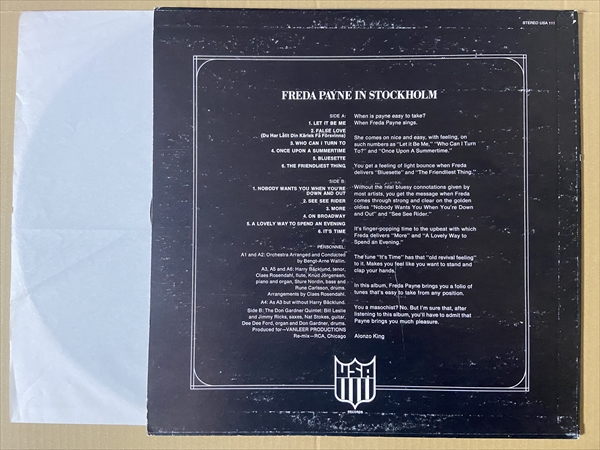 STEREO USA 111
FREDA PAYNE IN STOCKHOLM
SIDE A:
1. LET IT BE ME
2. FALSE LOVE
(Du Har Låtit Din Kärlek Få Försvinna)
3. WHO CAN I TURN TO
4. ONCE UPON A SUMMERTIME
5. BLUESETTE
6. THE FRIENDLIEST THING
SIDE B:
1. NOBODY WANTS YOU WHEN YOU'RE
DOWN AND OUT
2. SEE SEE RIDER
3. MORE
4. ON BROADWAY
5. A LOVELY WAY TO SPEND AN EVENING
6. IT'S TIME
PERSONNEL:
A1 and A2: Orchestra Arranged and Conducted
by Bengt-Arne Wallin.
A3, A5 and A6: Harry Bäcklund, tenor,
Claes Rosendahl, flute, Knud Jörgensen,
piano and organ, Sture Nordin, bass and
Rune Carlsson, drums.
Arrangements by Claes Rosendahl.
A4: As A3 but without Harry Bäcklund.
Side B: The Don Gardner Quintet: Bill Leslie
and Jimmy Ricks, saxes, Nat Stokes, guitar,
Dee Dee Ford, organ and Don Gardner, drums.
Produced for—VANLEER PRODUCTIONS
Re-mix—RCA, Chicago
When is payne easy to take?
When Freda Payne sings.
She comes on nice and easy, with feeling, on
such numbers as "Let it Be Me," "Who Can I Turn
To?" and "Once Upon A Summertime."
You get a feeling of light bounce when Freda
delivers "Bluesette" and "The Friendliest Thing."
Without the real bluesy connotations given by
most artists, you get the message when Freda
comes through strong and clear on the golden
oldies "Nobody Wants You When You're Down
and Out" and "See See Rider."
It's finger-popping time to the upbeat with which
Freda delivers "More" and "A Lovely Way to
Spend an Evening."
The tune "It's Time" has that "old revival feeling"
to it. Makes you feel like you want to stand and
clap your hands.
In this album, Freda Payne brings you a folio of
tunes that's easy to take from any position.
You a masochist? No. But I'm sure that, after
listening to this album, you'll have to admit that
Payne brings you much pleasure.
Alonzo King
USA
RECORDS